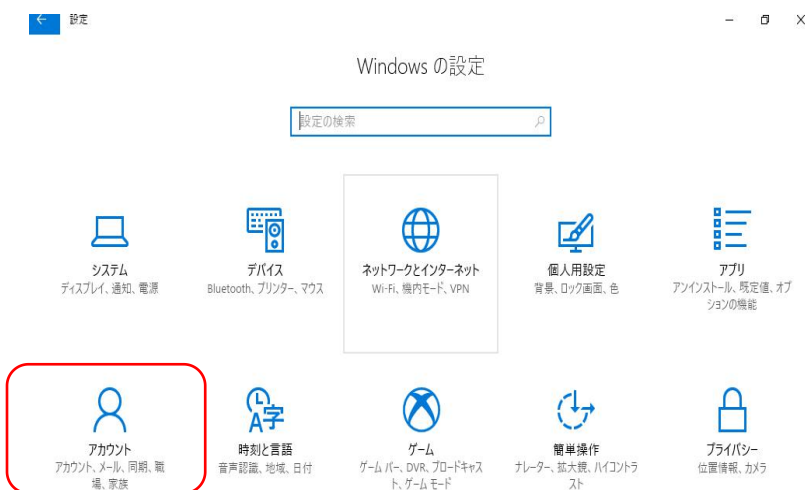 設定
Windows の設定
設定の検索
システム
ディスプレイ、通知、電源
デバイス
Bluetooth、プリンター、マウス
ネットワークとインターネット
Wi-Fi、機内モード、VPN
個人用設定
背景、ロック画面、色
アプリ
アンインストール、既定値、オプ
ションの機能
アカウント
アカウント、メール、同期、職
場、家族
時刻と言語
音声認識、地域、日付
ゲーム
ゲーム バー、DVR、ブロードキャス
ト、ゲーム モード
簡単操作
ナレーター、拡大鏡、ハイコントラ
スト
プライバシー
位置情報、カメラ